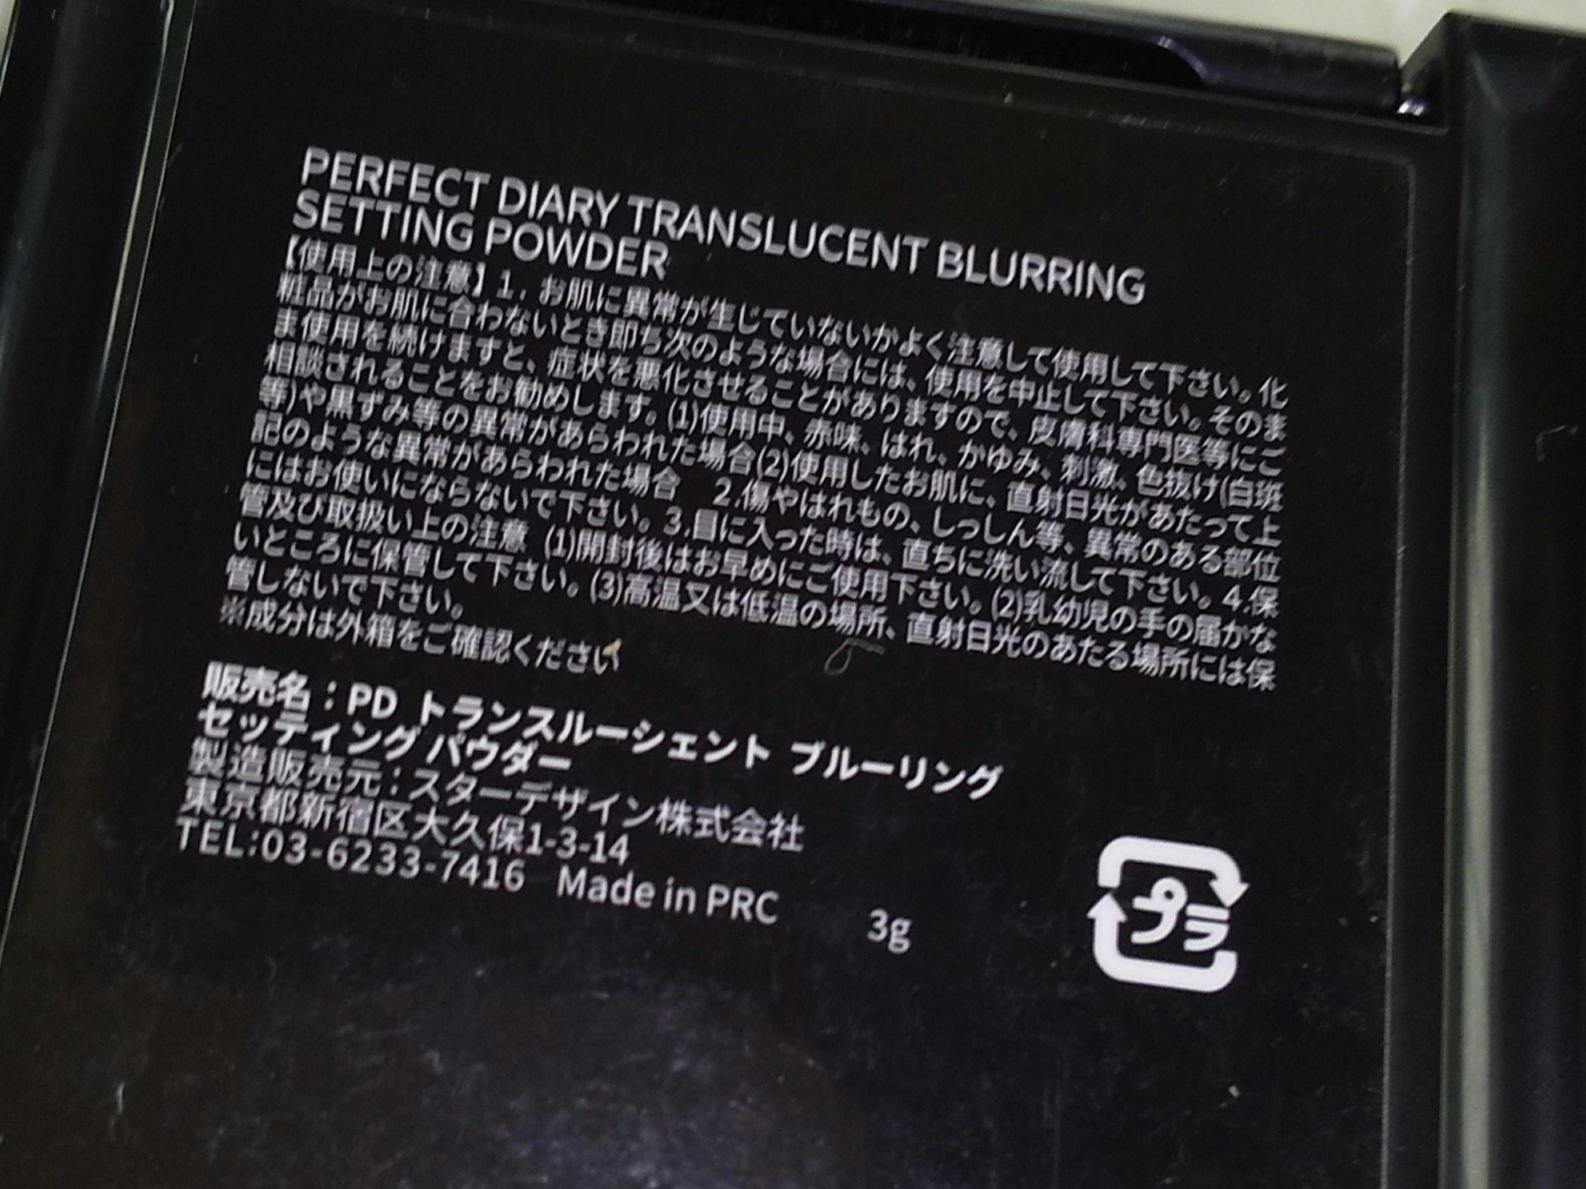 PERFECT DIARY TRANSLUCENT BLURRING
SETTING POWDER
【使用上の注意】1. お肌に異常が生じていないかよく注意して使用して下さい。化
粧品がお肌に合わないとき即ち次のような場合には、使用を中止して下さい。そのま
ま使用を続けますと、症状を悪化させることがありますので、皮膚科専門医等にご
相談されることをお勧めします。(1)使用中、赤味、はれ、かゆみ、刺激、色抜け(白斑
等)や黒ずみ等の異常があらわれた場合(2)使用したお肌に、直射日光があたって上
記のような異常があらわれた場合 2.傷やはれもの、しっしん等、異常のある部位
にはお使いにならないで下さい。3.目に入った時は、直ちに洗い流して下さい。4.保
管及び取扱い上の注意 (1)開封後はお早めにご使用下さい。(2)乳幼児の手の届かな
いところに保管して下さい。(3)高温又は低温の場所、直射日光のあたる場所には保
管しないで下さい。
※成分は外箱をご確認ください
販売名：PD トランスルーシェント ブルーリング
セッティング パウダー
製造販売元：スターデザイン株式会社
東京都新宿区大久保1-3-14
TEL:03-6233-7416 Made in PRC 3g
プラ